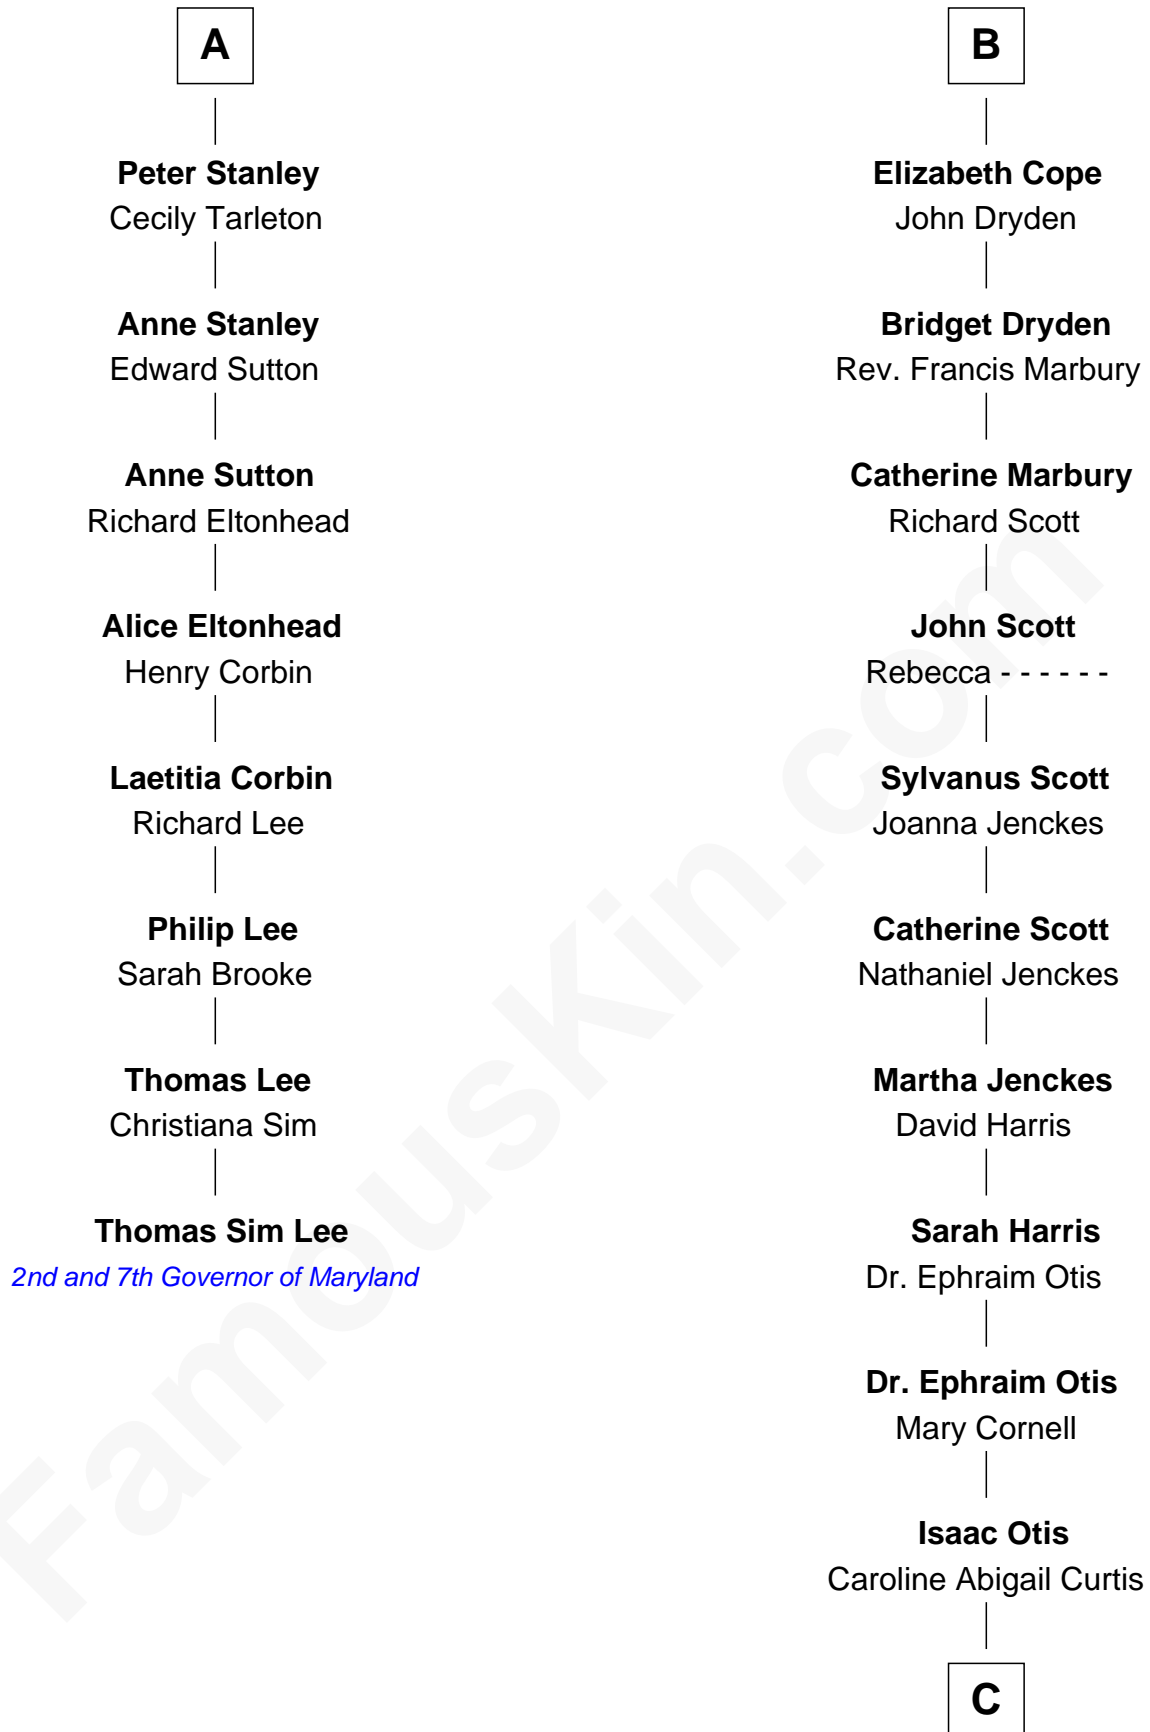 A
Peter Stanley
Cecily Tarleton
Anne Stanley
Edward Sutton
Anne Sutton
Richard Eltonhead
Alice Eltonhead
Henry Corbin
Laetitia Corbin
Richard Lee
Philip Lee
Sarah Brooke
Thomas Lee
Christiana Sim
Thomas Sim Lee
2nd and 7th Governor of Maryland
B
Elizabeth Cope
John Dryden
Bridget Dryden
Rev. Francis Marbury
Catherine Marbury
Richard Scott
John Scott
Rebecca - - - - - -
Sylvanus Scott
Joanna Jenckes
Catherine Scott
Nathaniel Jenckes
Martha Jenckes
David Harris
Sarah Harris
Dr. Ephraim Otis
Dr. Ephraim Otis
Mary Cornell
Isaac Otis
Caroline Abigail Curtis
C
FamousKin.com